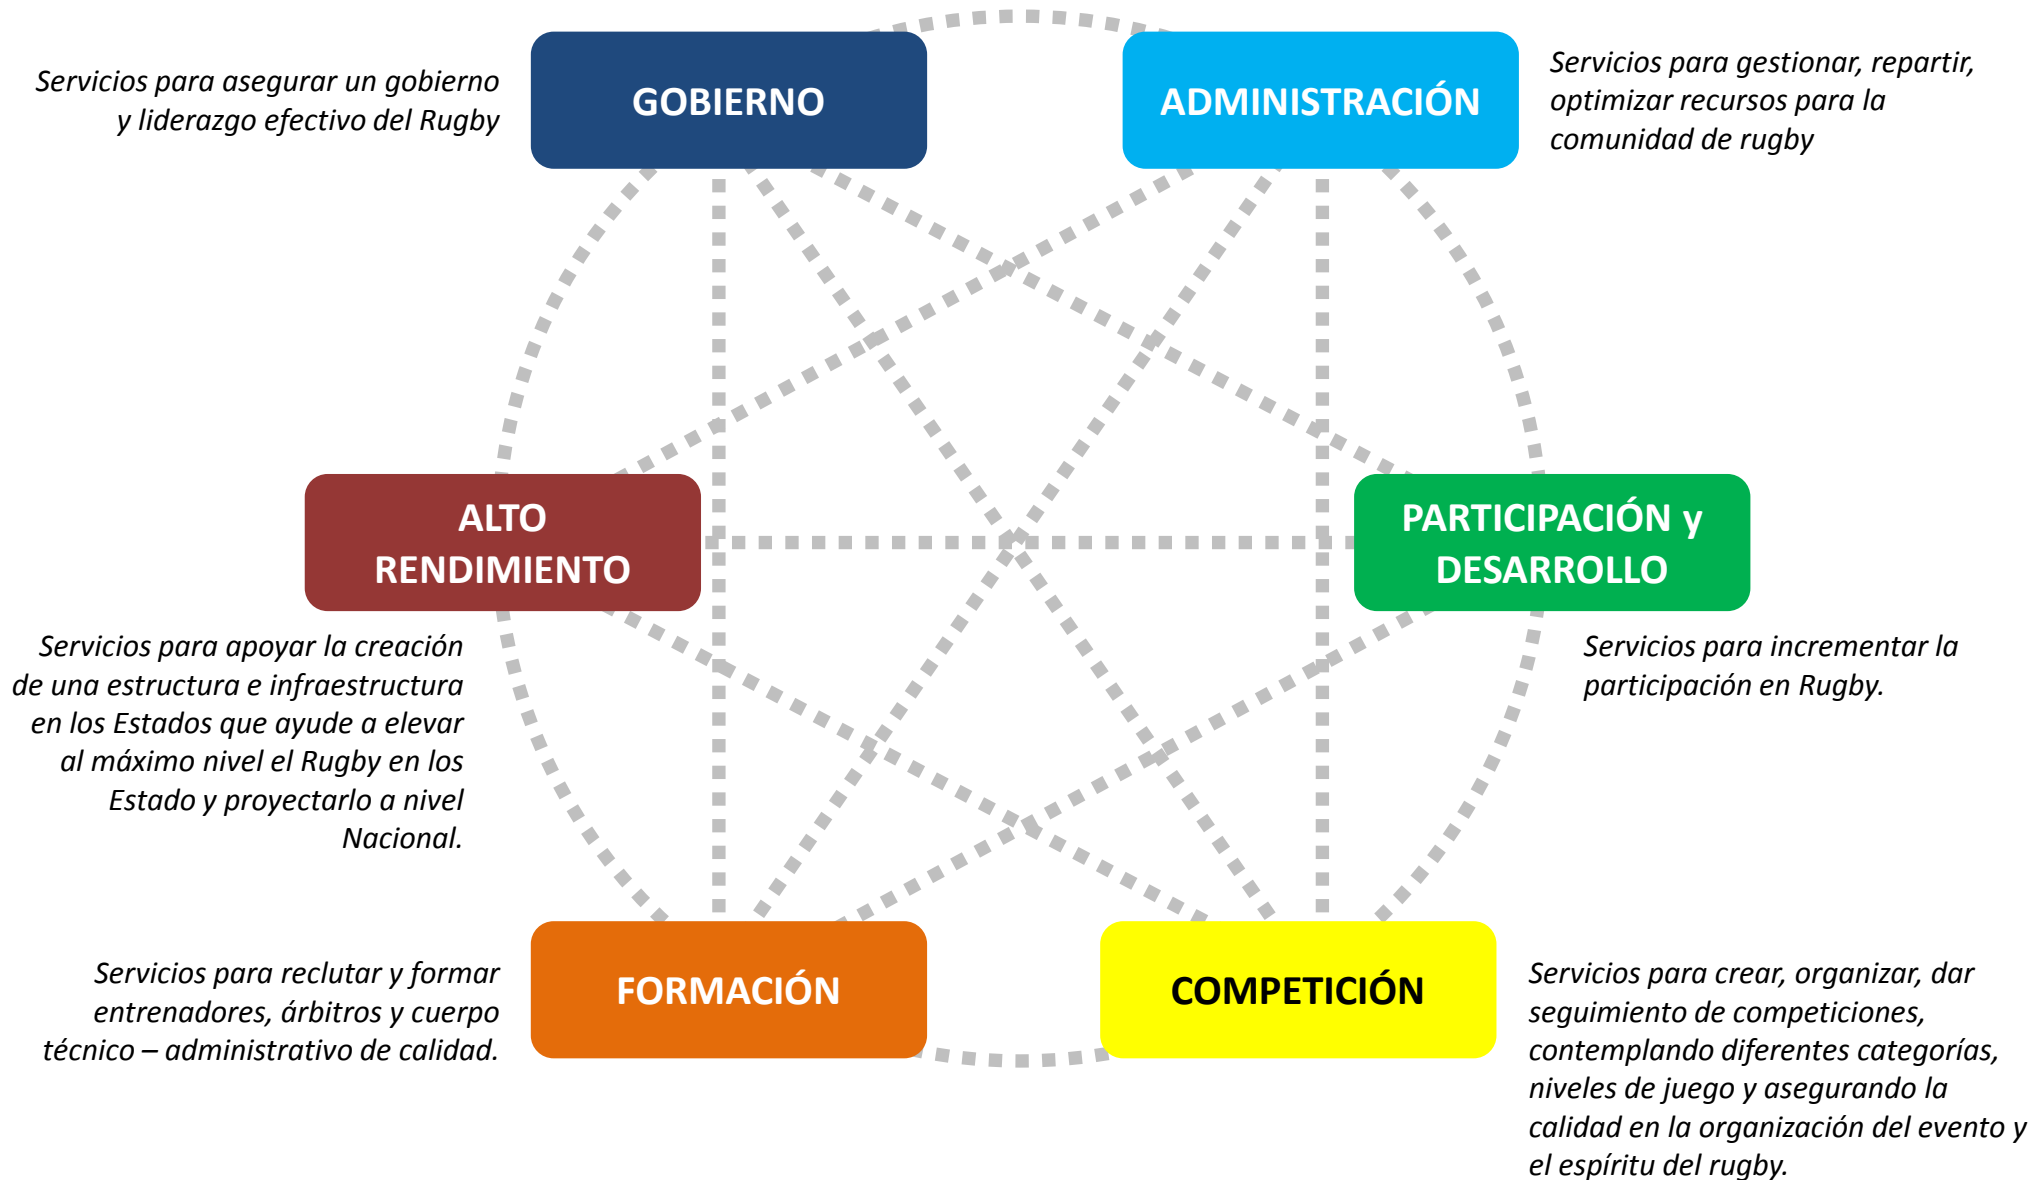 Servicios para asegurar un gobierno
y liderazgo efectivo del Rugby
GOBIERNO
ADMINISTRACIÓN
Servicios para gestionar, repartir,
optimizar recursos para la
comunidad de rugby
ALTO
RENDIMIENTO
Servicios para apoyar la creación
de una estructura e infraestructura
en los Estados que ayude a elevar
al máximo nivel el Rugby en los
Estado y proyectarlo a nivel
Nacional.
PARTICIPACIÓN y
DESARROLLO
Servicios para incrementar la
participación en Rugby.
Servicios para reclutar y formar
entrenadores, árbitros y cuerpo
técnico – administrativo de calidad.
FORMACIÓN
COMPETICIÓN
Servicios para crear, organizar, dar
seguimiento de competiciones,
contemplando diferentes categorías,
niveles de juego y asegurando la
calidad en la organización del evento y
el espíritu del rugby.